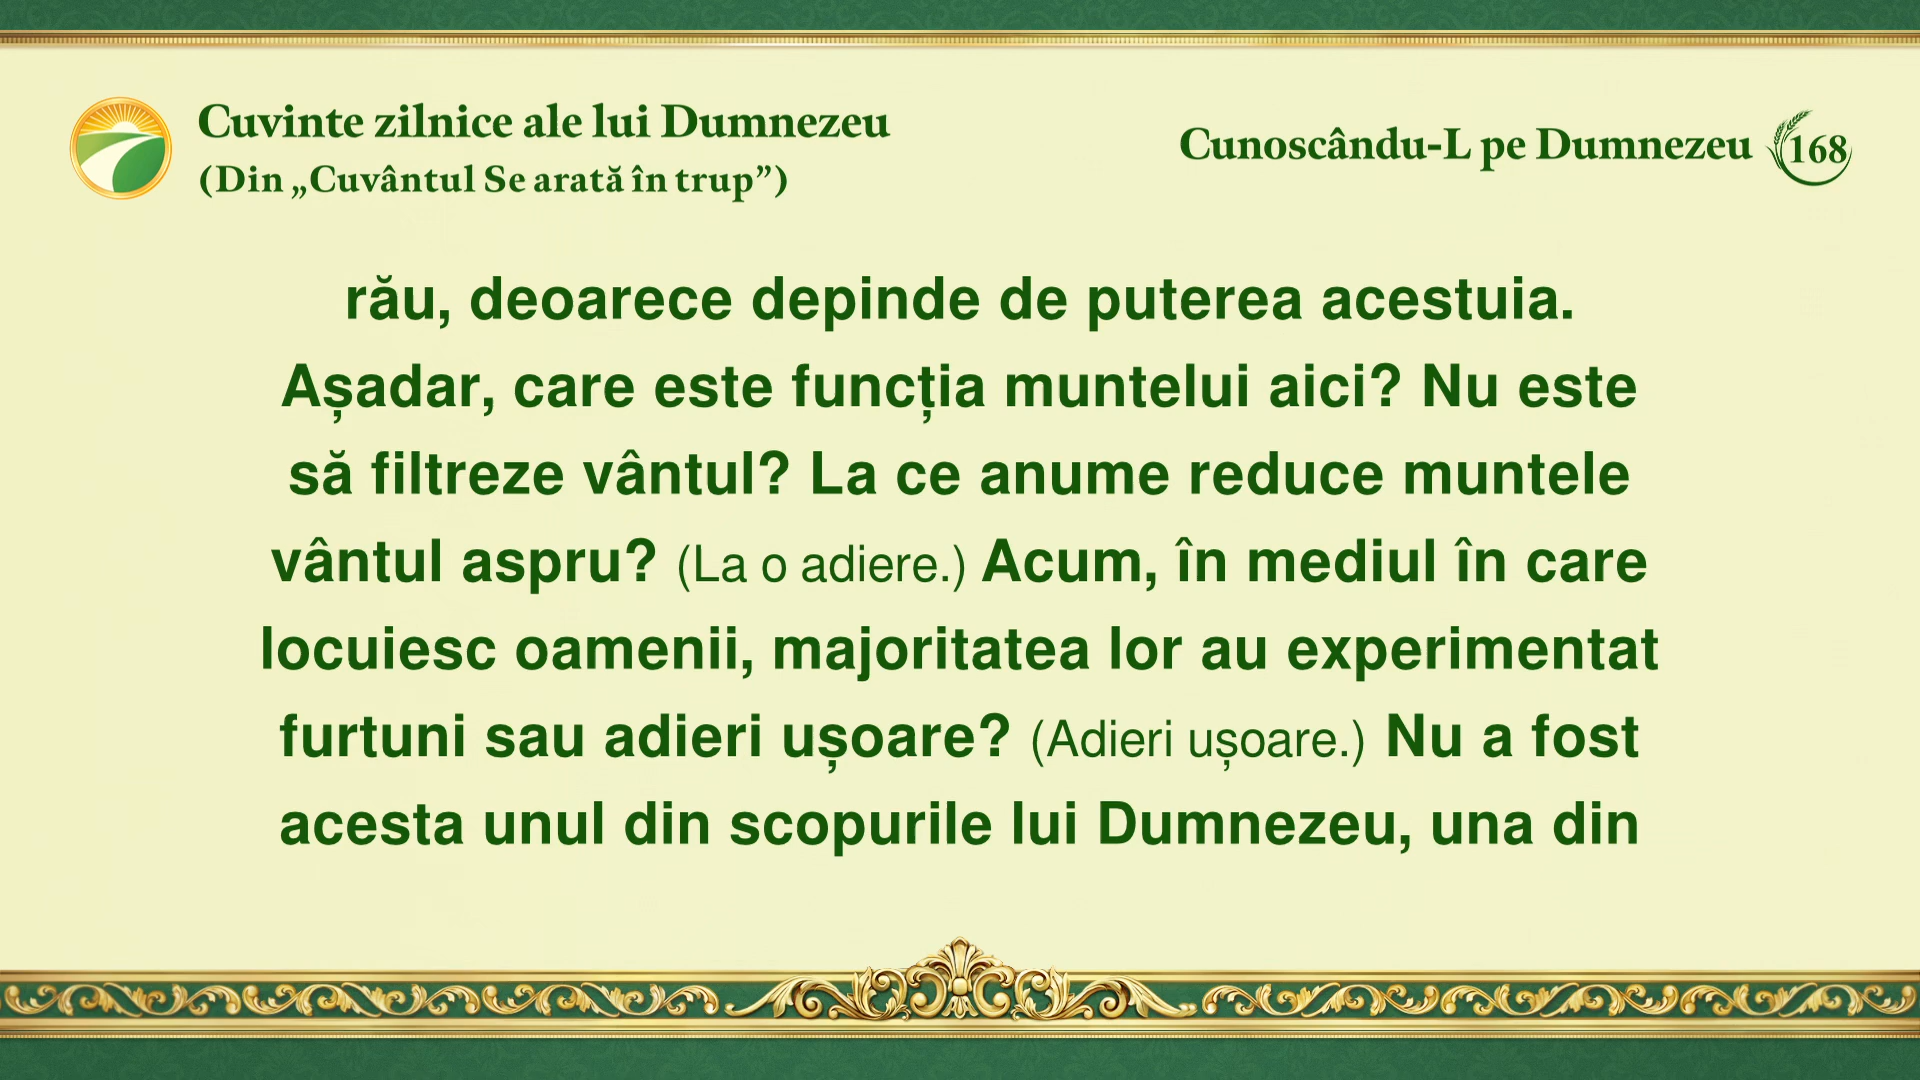 Cuvinte zilnice ale lui Dumnezeu
(Din „Cuvântul Se arată în trup”)
Cunoscându-L pe Dumnezeu 168
rău, deoarece depinde de puterea acestuia.
Așadar, care este funcția muntelui aici? Nu este
să filtreze vântul? La ce anume reduce muntele
vântul aspru? (La o adiere.) Acum, în mediul în care
locuiesc oamenii, majoritatea lor au experimentat
furtuni sau adieri ușoare? (Adieri ușoare.) Nu a fost
acesta unul din scopurile lui Dumnezeu, una din